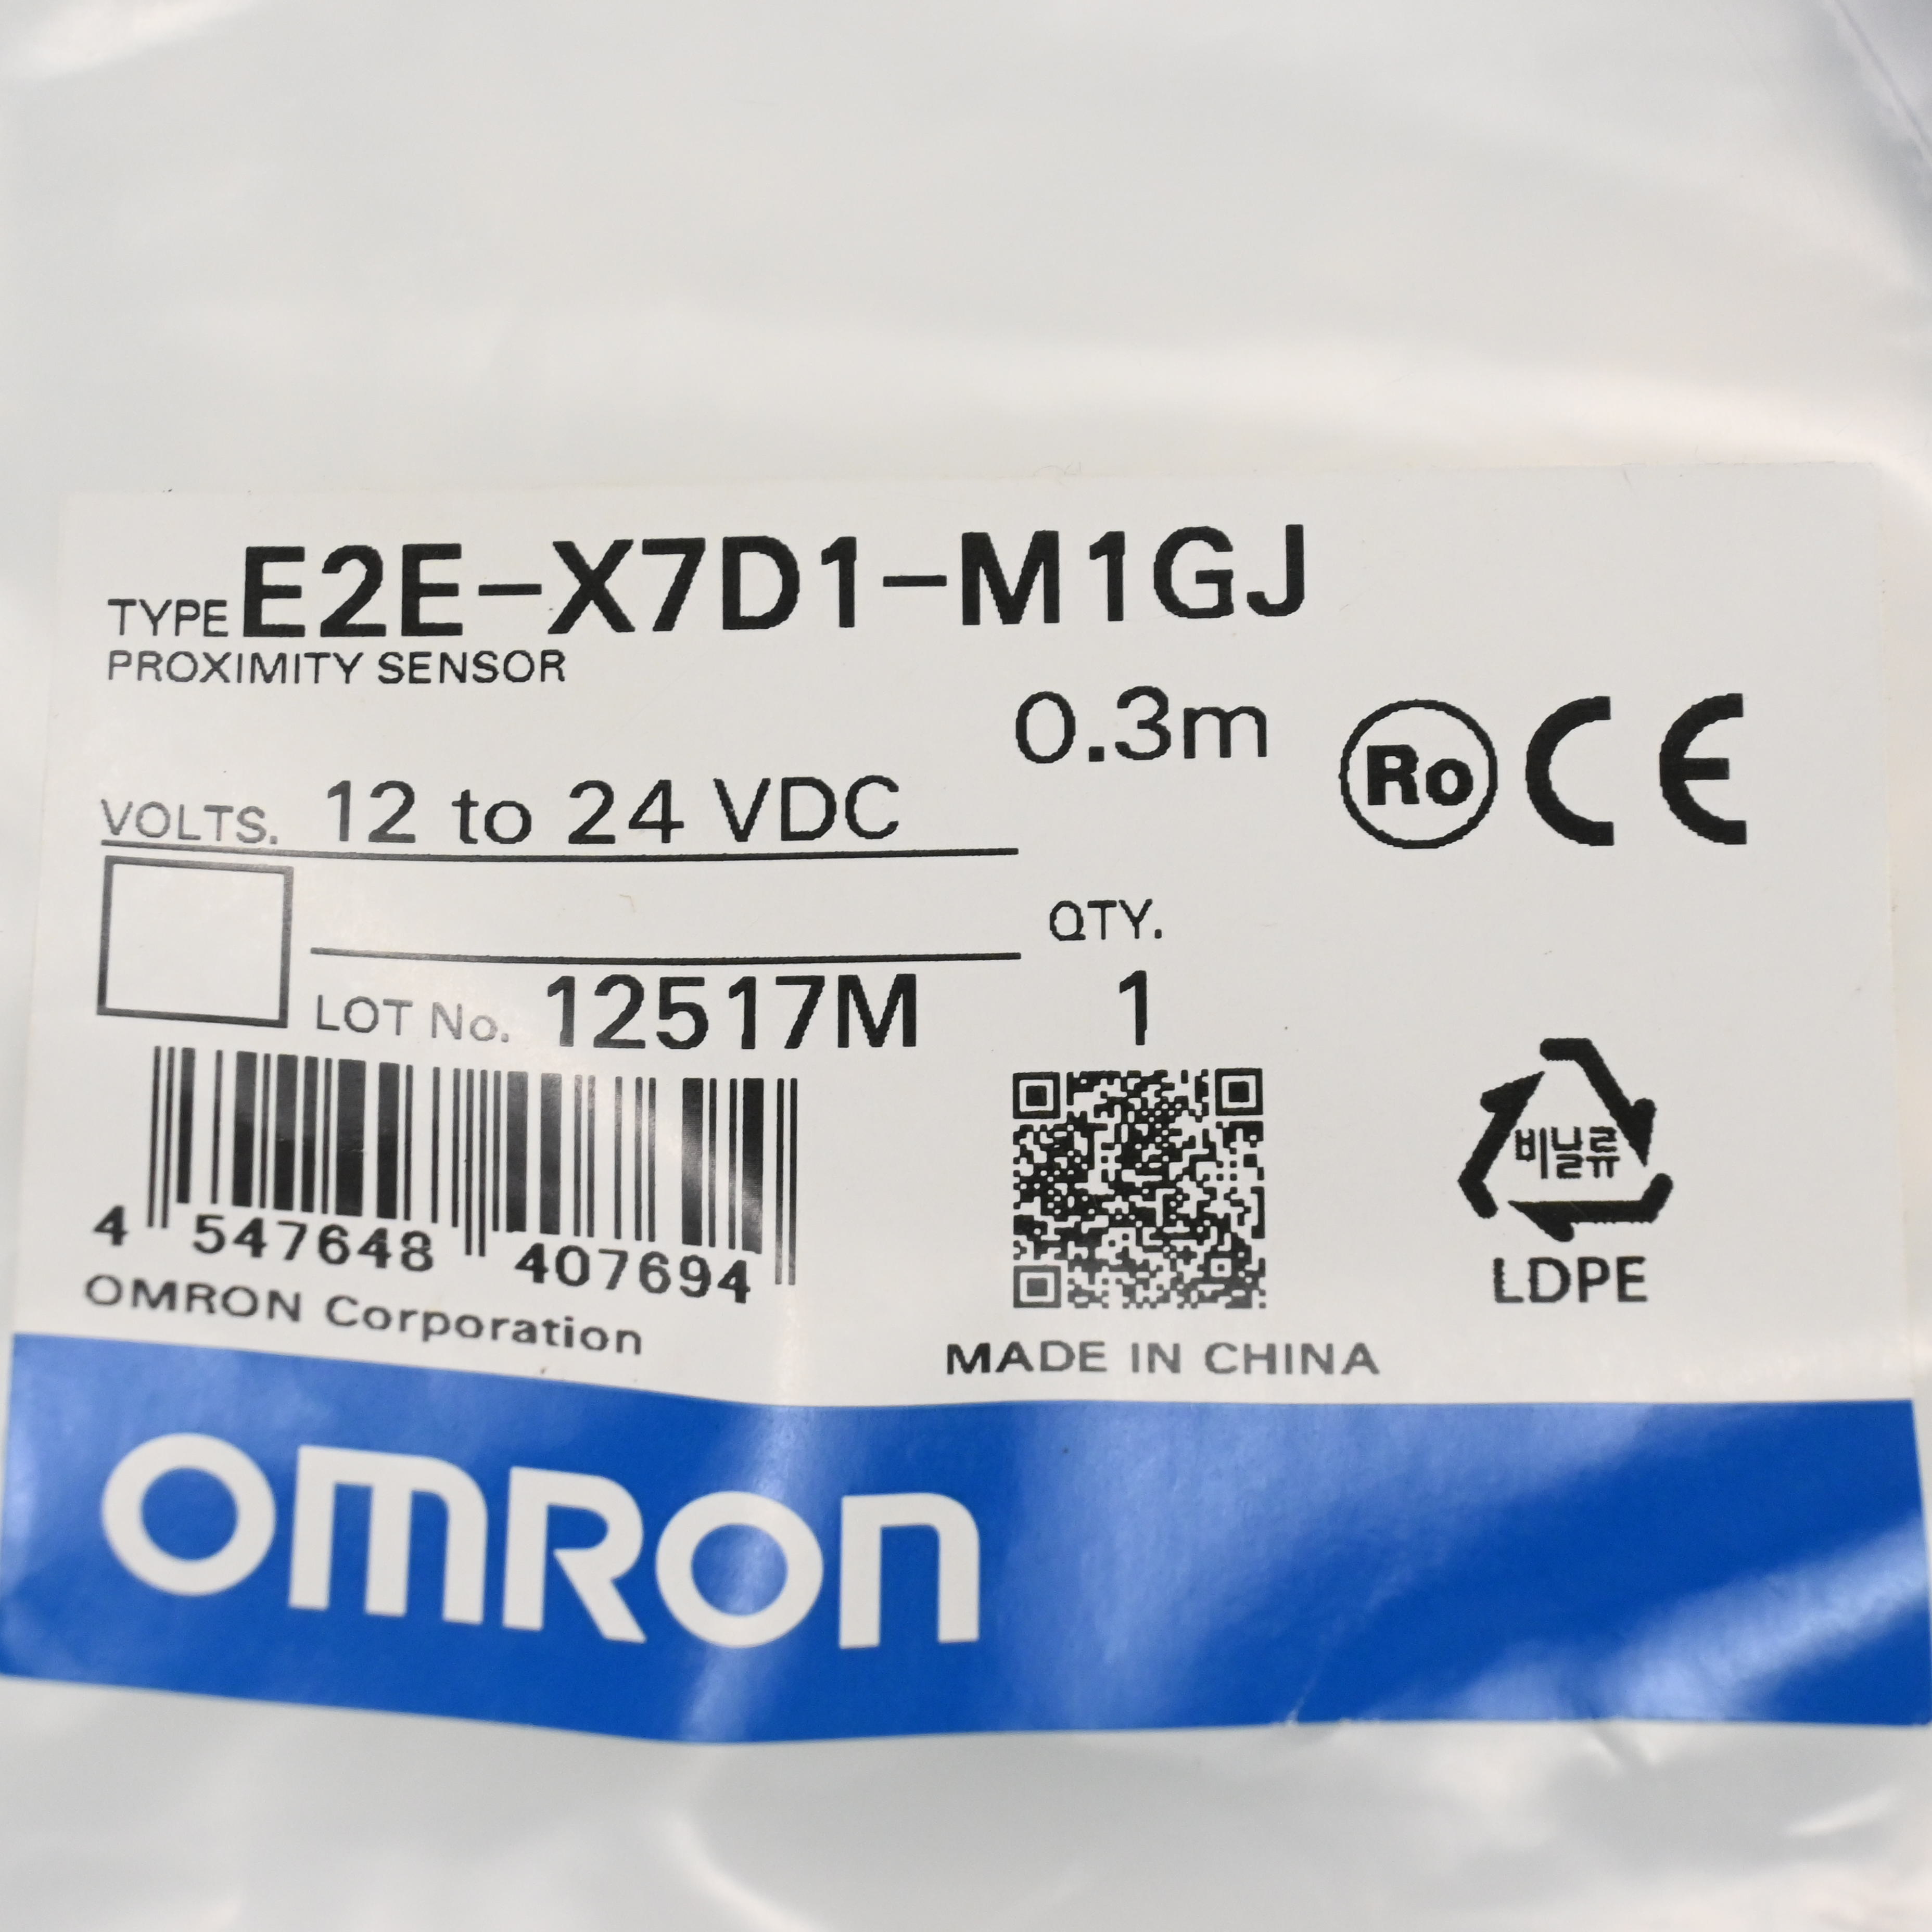 TYPE E2E-X7D1-M1GJ
PROXIMITY SENSOR
0.3m
Ro CE
VOLTS. 12 to 24 VDC
QTY.
LOT No. 12517M 1
비닐류
LDPE
4 547648 407694
OMRON Corporation
MADE IN CHINA
OMRON